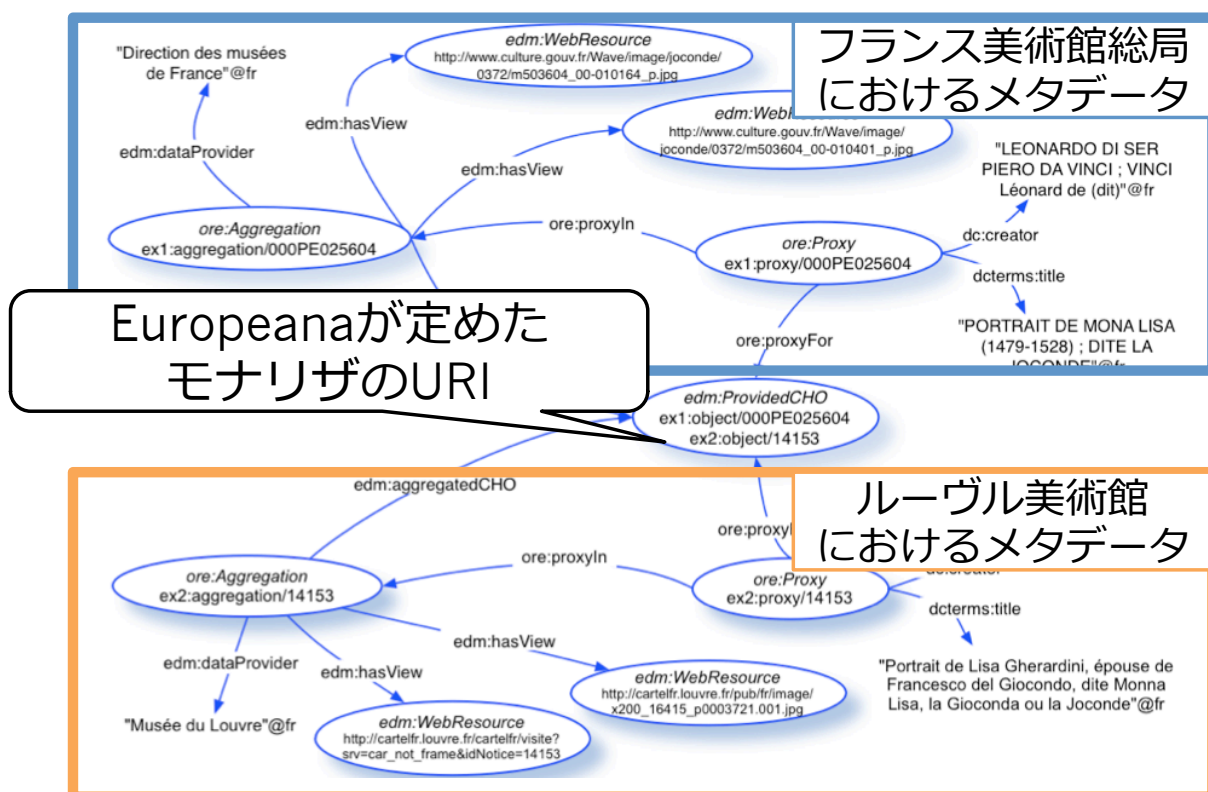 フランス美術館総局
におけるメタデータ
"Direction des musées
de France"@fr
edm:WebResource
http://www.culture.gouv.fr/Wave/image/joconde/
0372/m503604_00-010164_p.jpg
edm:hasView
edm:dataProvider
http://www.culture.gouv.fr/Wave/image/
joconde/0372/m503604_00-010401_p.jpg
edm:hasView
"LEONARDO DI SER
PIERO DA VINCI ; VINCI
Léonard de (dit)"@fr
ore:Aggregation
ex1:aggregation/000PE025604
ore:proxyIn
ore:Proxy
ex1:proxy/000PE025604
dc:creator
dcterms:title
"PORTRAIT DE MONA LISA
(1479-1528) ; DITE LA
ore:proxyFor
Europeanaが定めた
モナリザのURI
edm:ProvidedCHO
ex1:object/000PE025604
ex2:object/14153
ルーヴル美術館
におけるメタデータ
edm:aggregatedCHO
ore:Aggregation
ex2:aggregation/14153
ore:proxyIn
ore:Proxy
ex2:proxy/14153
dcterms:title
edm:dataProvider
edm:hasView
edm:hasView
"Musée du Louvre"@fr
edm:WebResource
http://cartelfr.louvre.fr/cartelfr/visite?
srv=car_not_frame&idNotice=14153
edm:WebResource
http://cartelfr.louvre.fr/pub/fr/image/
x200_16415_p0003721.001.jpg
"Portrait de Lisa Gherardini, épouse de
Francesco del Giocondo, dite Monna
Lisa, la Gioconda ou la Joconde"@fr